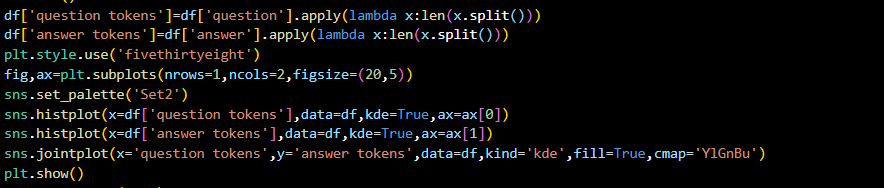 df['question tokens']=df['question'].apply(lambda x:len(x.split()))
df['answer tokens']=df['answer'].apply(lambda x:len(x.split()))
plt.style.use('fivethirtyeight')
fig,ax=plt.subplots(nrows=1,ncols=2,figsize=(20,5))
sns.set_palette('Set2')
sns.histplot(x=df['question tokens'],data=df,kde=True,ax=ax[0])
sns.histplot(x=df['answer tokens'],data=df,kde=True,ax=ax[1])
sns.jointplot(x='question tokens',y='answer tokens',data=df,kind='kde',fill=True,cmap='YlGnBu')
plt.show()